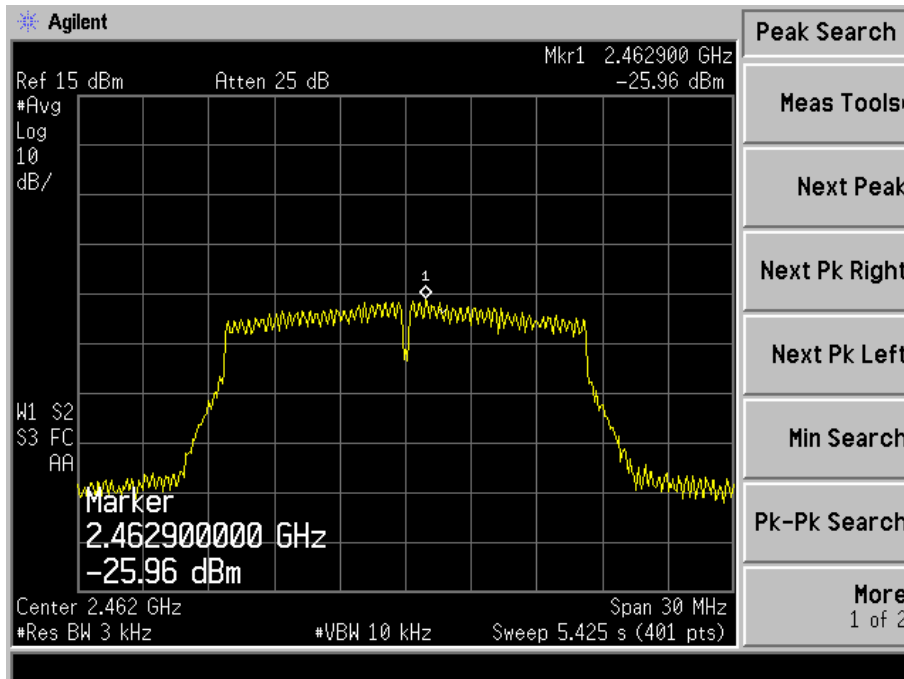 Agilent
Peak Search
Mkr1 2.462900 GHz
Ref 15 dBm Atten 25 dB -25.96 dBm
#Avg
Log
10
dB/
1
W1 S2
S3 FC
AA
Marker
2.462900000 GHz
-25.96 dBm
Center 2.462 GHz Span 30 MHz
#Res BW 3 kHz #VBW 10 kHz Sweep 5.425 s (401 pts)
Meas Tools
Next Peak
Next Pk Right
Next Pk Left
Min Search
Pk-Pk Search
More
1 of 2